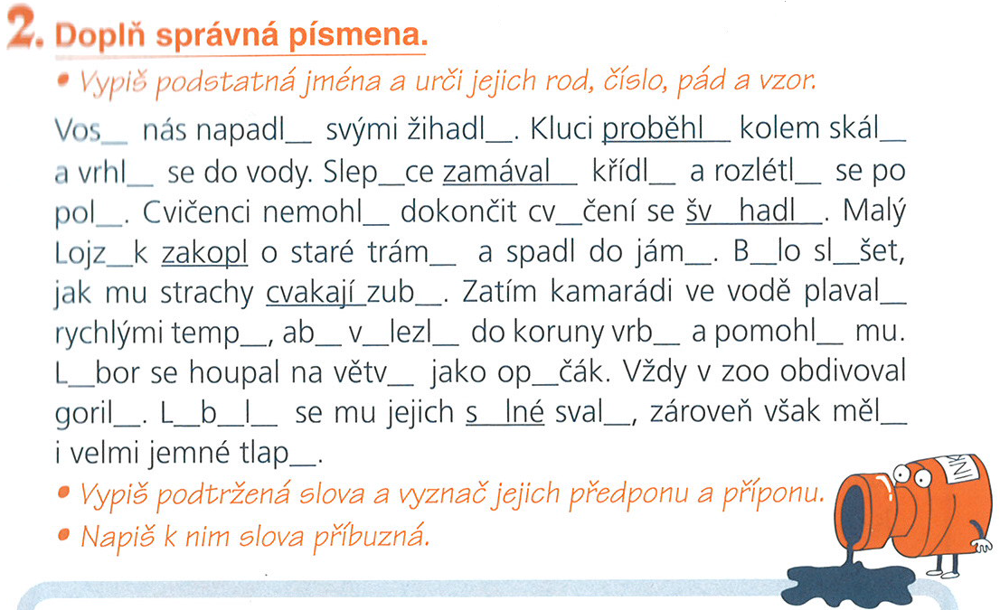 2. Doplň správná písmena.
• Vypiš podstatná jména a urči jejich rod, číslo, pád a vzor.
Vos__ nás napadl__ svými žihadl__. Kluci proběhl__ kolem skál__
a vrhl__ se do vody. Slep__ce zamával__ křídl__ a rozlétl__ se po
pol__. Cvičenci nemohl__ dokončit cv__čení se šv__hadl__. Malý
Lojz__k zakopl o staré trám__ a spadl do jám__. B__lo sl__šet,
jak mu strachy cvakají zub__. Zatím kamarádi ve vodě plaval__
rychlými temp__, ab__ v__lezl__ do koruny vrb__ a pomohl__ mu.
L__bor se houpal na větv__ jako op__čák. Vždy v zoo obdivoval
goril__. L__b__l__ se mu jejich s__lné sval__, zároveň však měl__
i velmi jemné tlap__.
• Vypiš podtržená slova a vyznač jejich předponu a příponu.
• Napiš k nim slova příbuzná.
INK